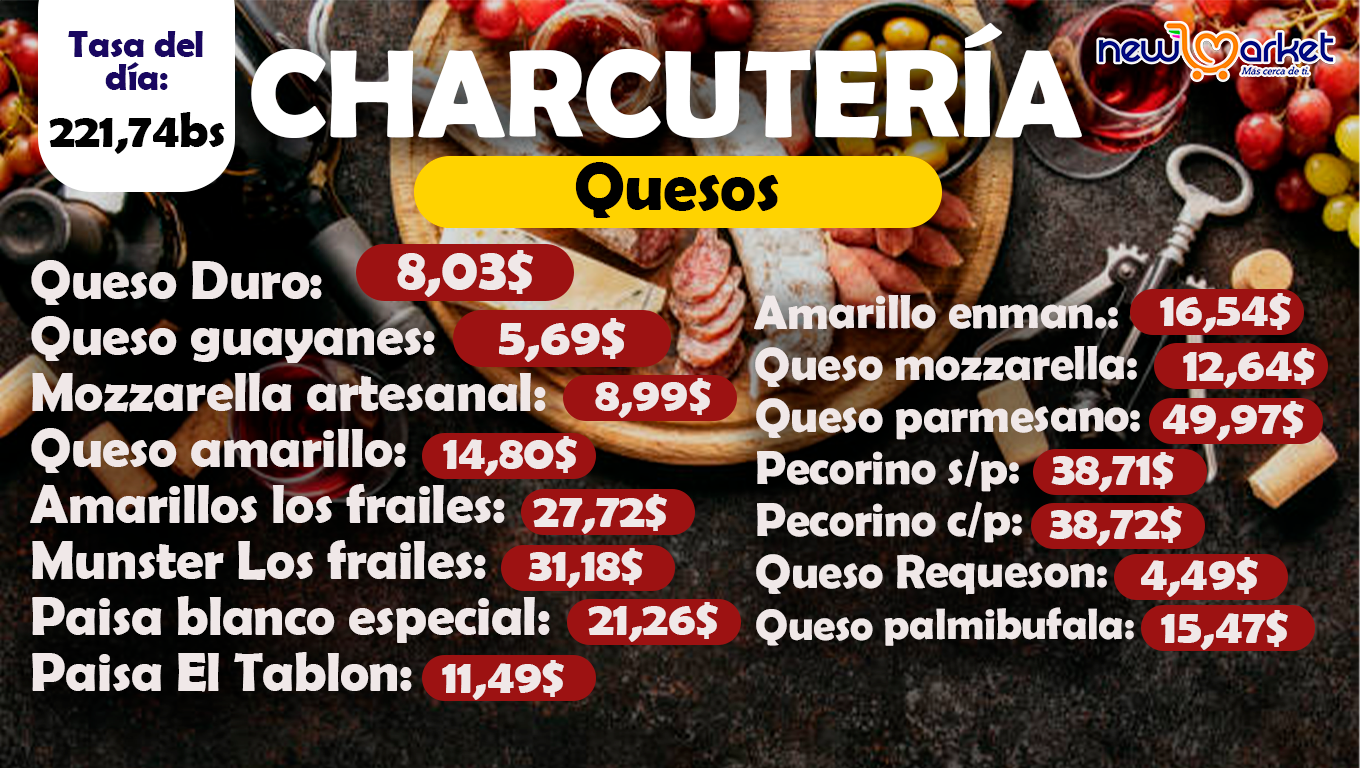 Tasa del
día:
221,74bs
CHARCUTERÍA
new market
Más cerca de ti.
Quesos
Queso Duro: 8,03$
Queso guayanes: 5,69$
Mozzarella artesanal: 8,99$
Queso amarillo: 14,80$
Amarillos los frailes: 27,72$
Munster Los frailes: 31,18$
Paisa blanco especial: 21,26$
Paisa El Tablon: 11,49$
Amarillo enman.: 16,54$
Queso mozzarella: 12,64$
Queso parmesano: 49,97$
Pecorino s/p: 38,71$
Pecorino c/p: 38,72$
Queso Requeson: 4,49$
Queso palmibufala: 15,47$